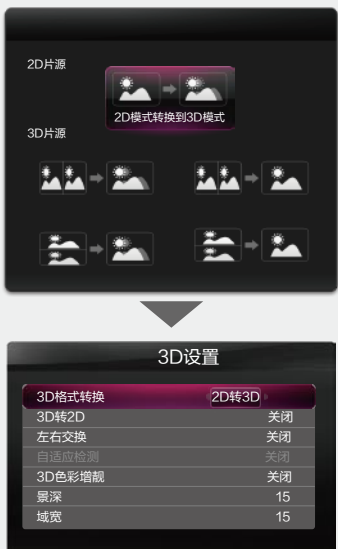 2D片源
2D模式转换到3D模式
3D片源
3D设置
3D格式转换 2D转3D
3D转2D 关闭
左右交换 关闭
自适应检测 关闭
3D色彩增靓 关闭
景深 15
域宽 15